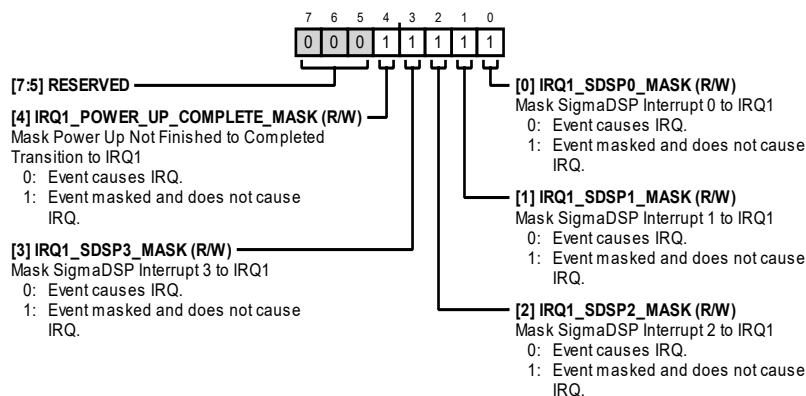 7 6 5 4 3 2 1 0
0 0 0 1 1 1 1 1
[7:5] RESERVED
[4] IRQ1_POWER_UP_COMPLETE_MASK (R/W)
Mask Power Up Not Finished to Completed
Transition to IRQ1
0: Event causes IRQ.
1: Event masked and does not cause
IRQ.
[3] IRQ1_SDSP3_MASK (R/W)
Mask SigmaDSP Interrupt 3 to IRQ1
0: Event causes IRQ.
1: Event masked and does not cause
IRQ.
[0] IRQ1_SDSP0_MASK (R/W)
Mask SigmaDSP Interrupt 0 to IRQ1
0: Event causes IRQ.
1: Event masked and does not cause
IRQ.
[1] IRQ1_SDSP1_MASK (R/W)
Mask SigmaDSP Interrupt 1 to IRQ1
0: Event causes IRQ.
1: Event masked and does not cause
IRQ.
[2] IRQ1_SDSP2_MASK (R/W)
Mask SigmaDSP Interrupt 2 to IRQ1
0: Event causes IRQ.
1: Event masked and does not cause
IRQ.